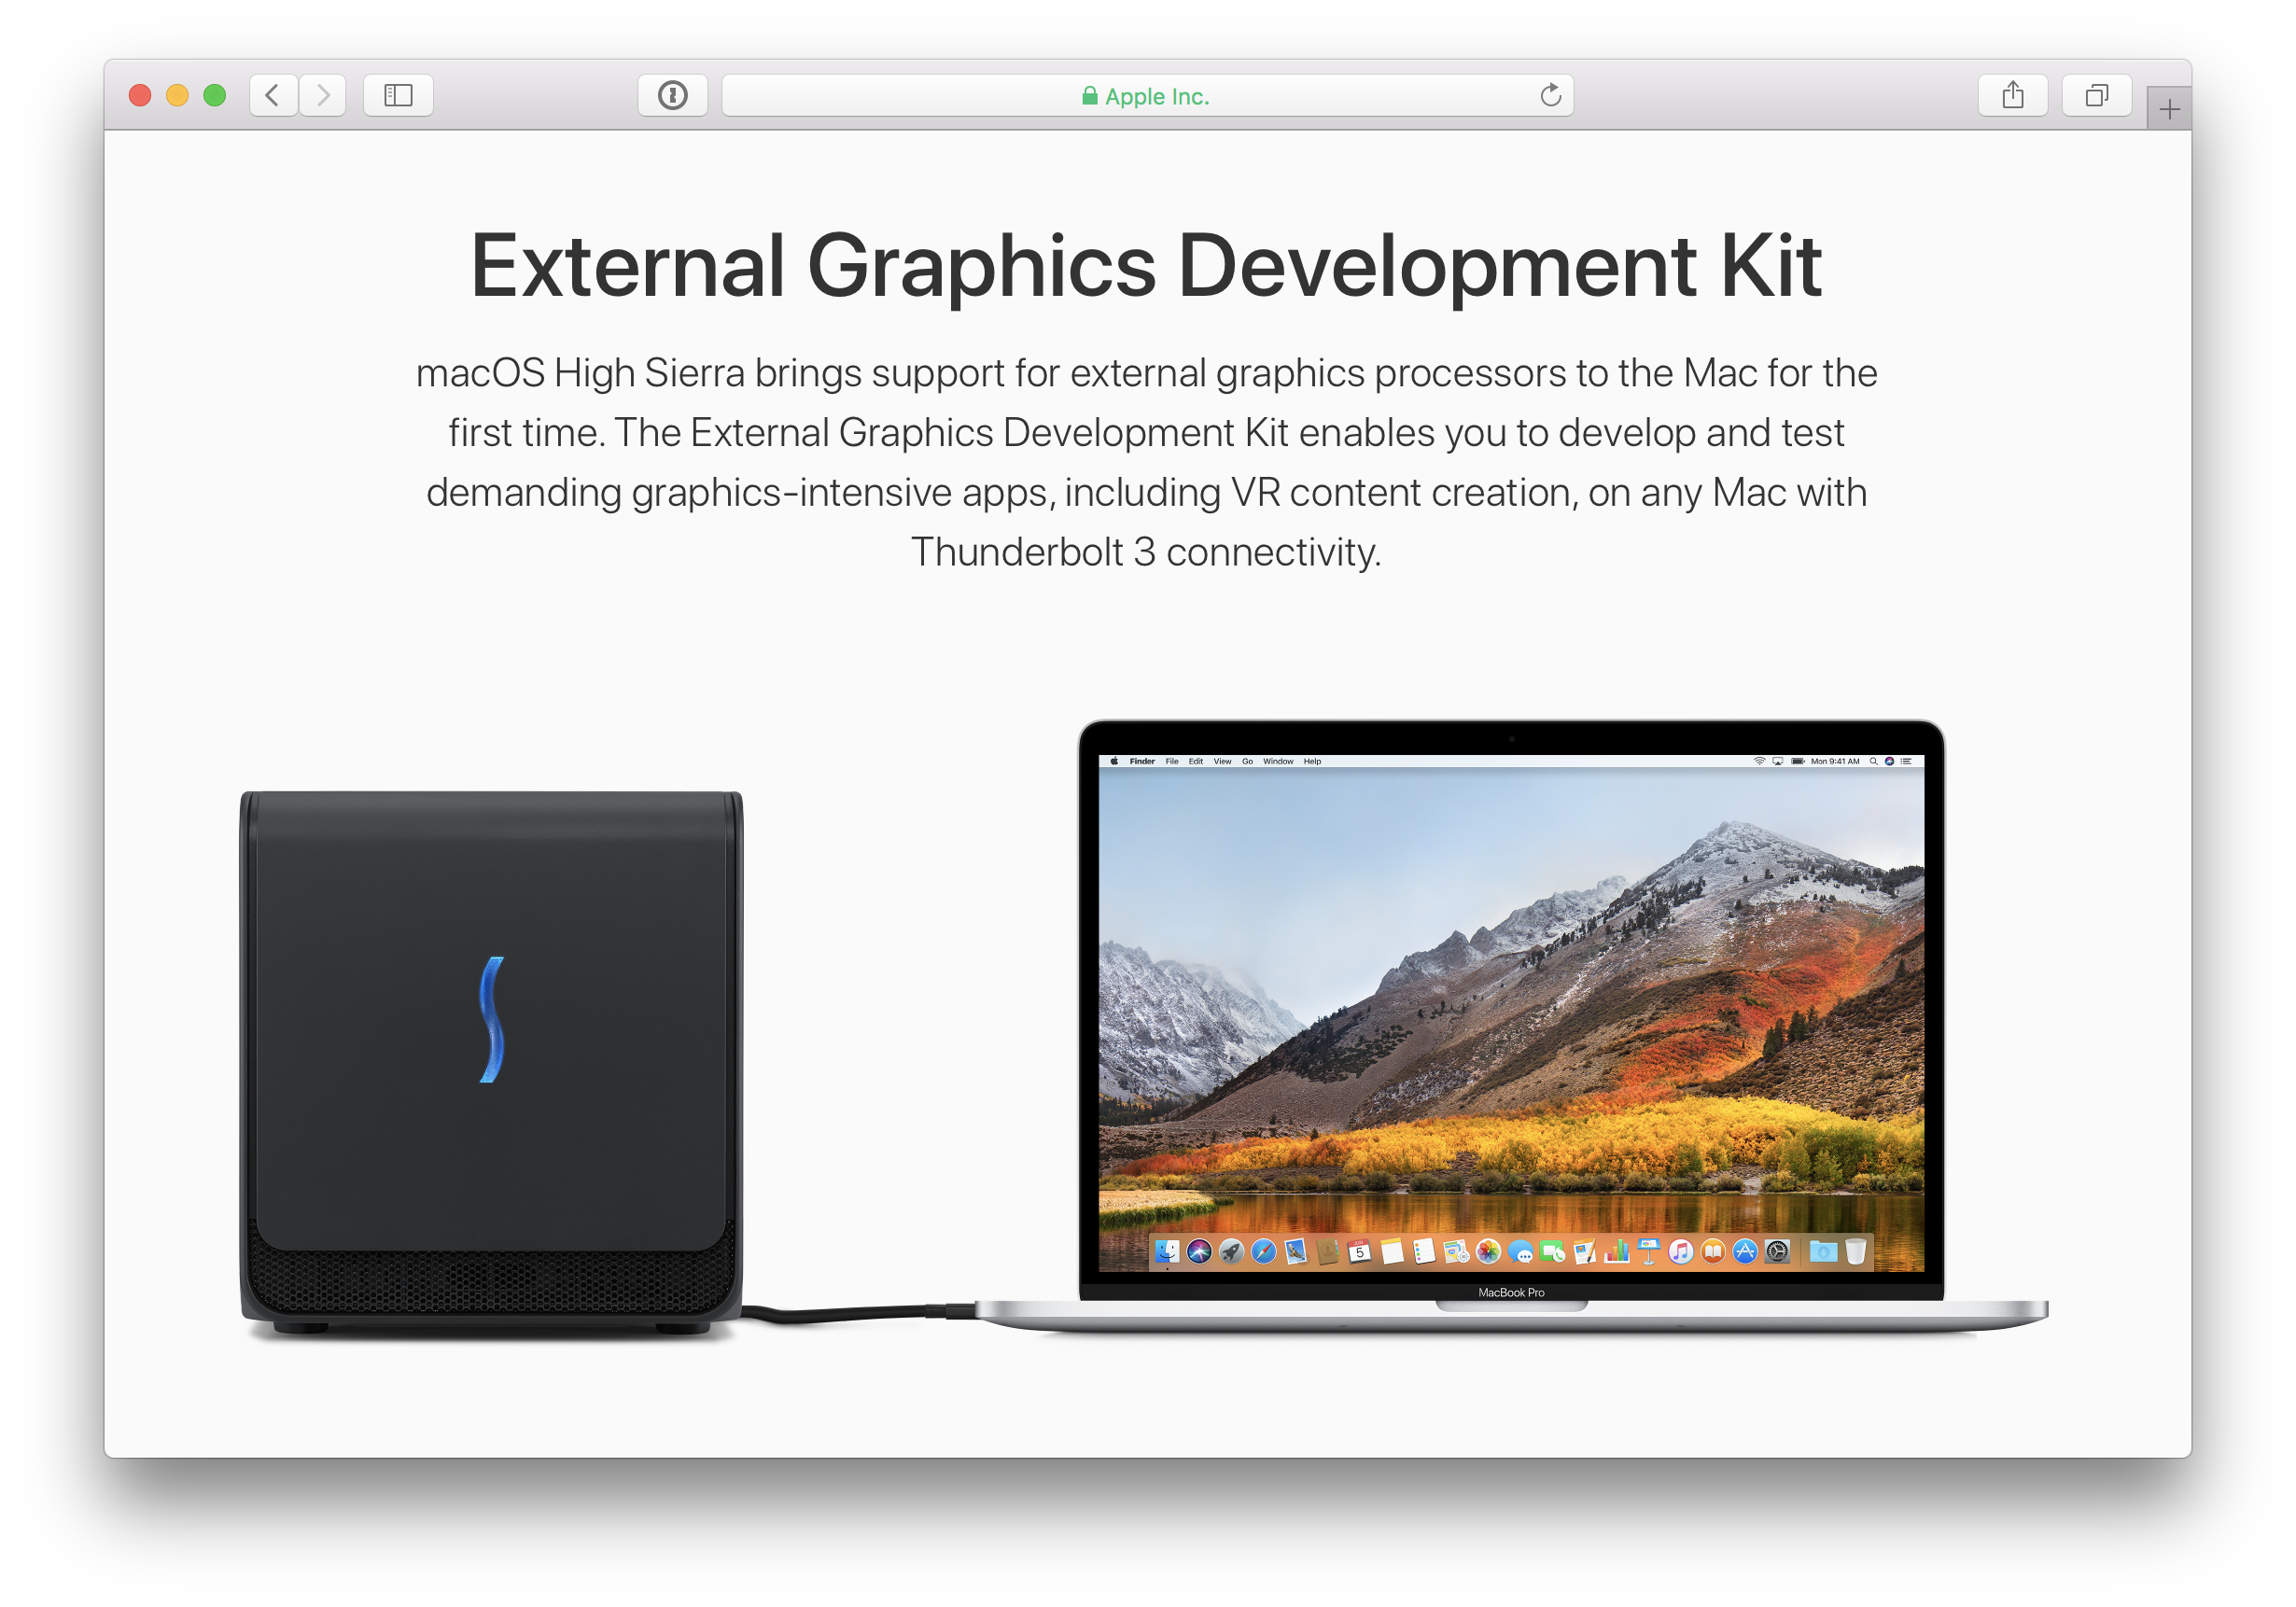 Apple Inc.
External Graphics Development Kit
macOS High Sierra brings support for external graphics processors to the Mac for the
first time. The External Graphics Development Kit enables you to develop and test
demanding graphics-intensive apps, including VR content creation, on any Mac with
Thunderbolt 3 connectivity.
Finder File Edit View Go Window Help Mon 9:41 AM
5
MacBook Pro